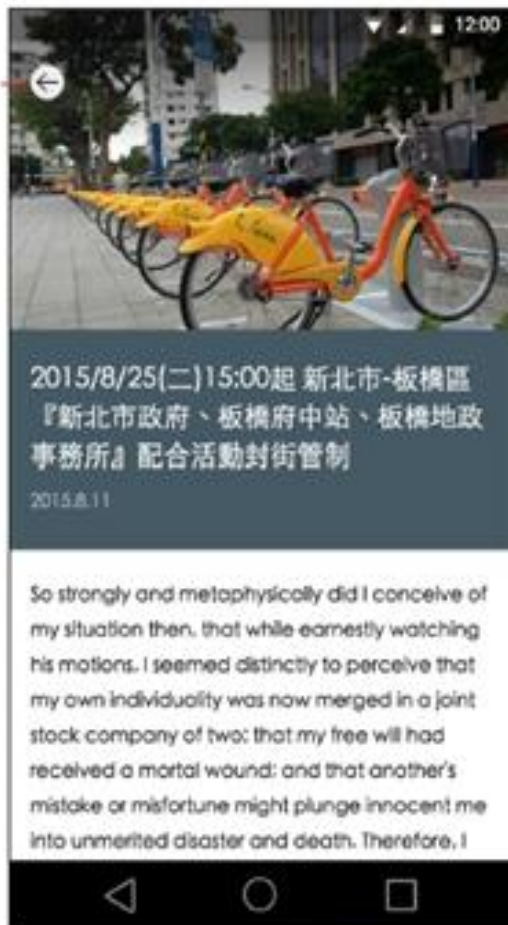 12:00
2015/8/25(二)15:00起 新北市-板橋區
『新北市政府、板橋府中站、板橋地政
事務所』配合活動封街管制
2015.8.11
So strongly and metaphysically did I conceive of
my situation then, that while earnestly watching
his motions, I seemed distinctly to perceive that
my own individuality was now merged in a joint
stock company of two; that my free will had
received a mortal wound; and that another's
mistake or misfortune might plunge innocent me
into unmerited disaster and death. Therefore, I